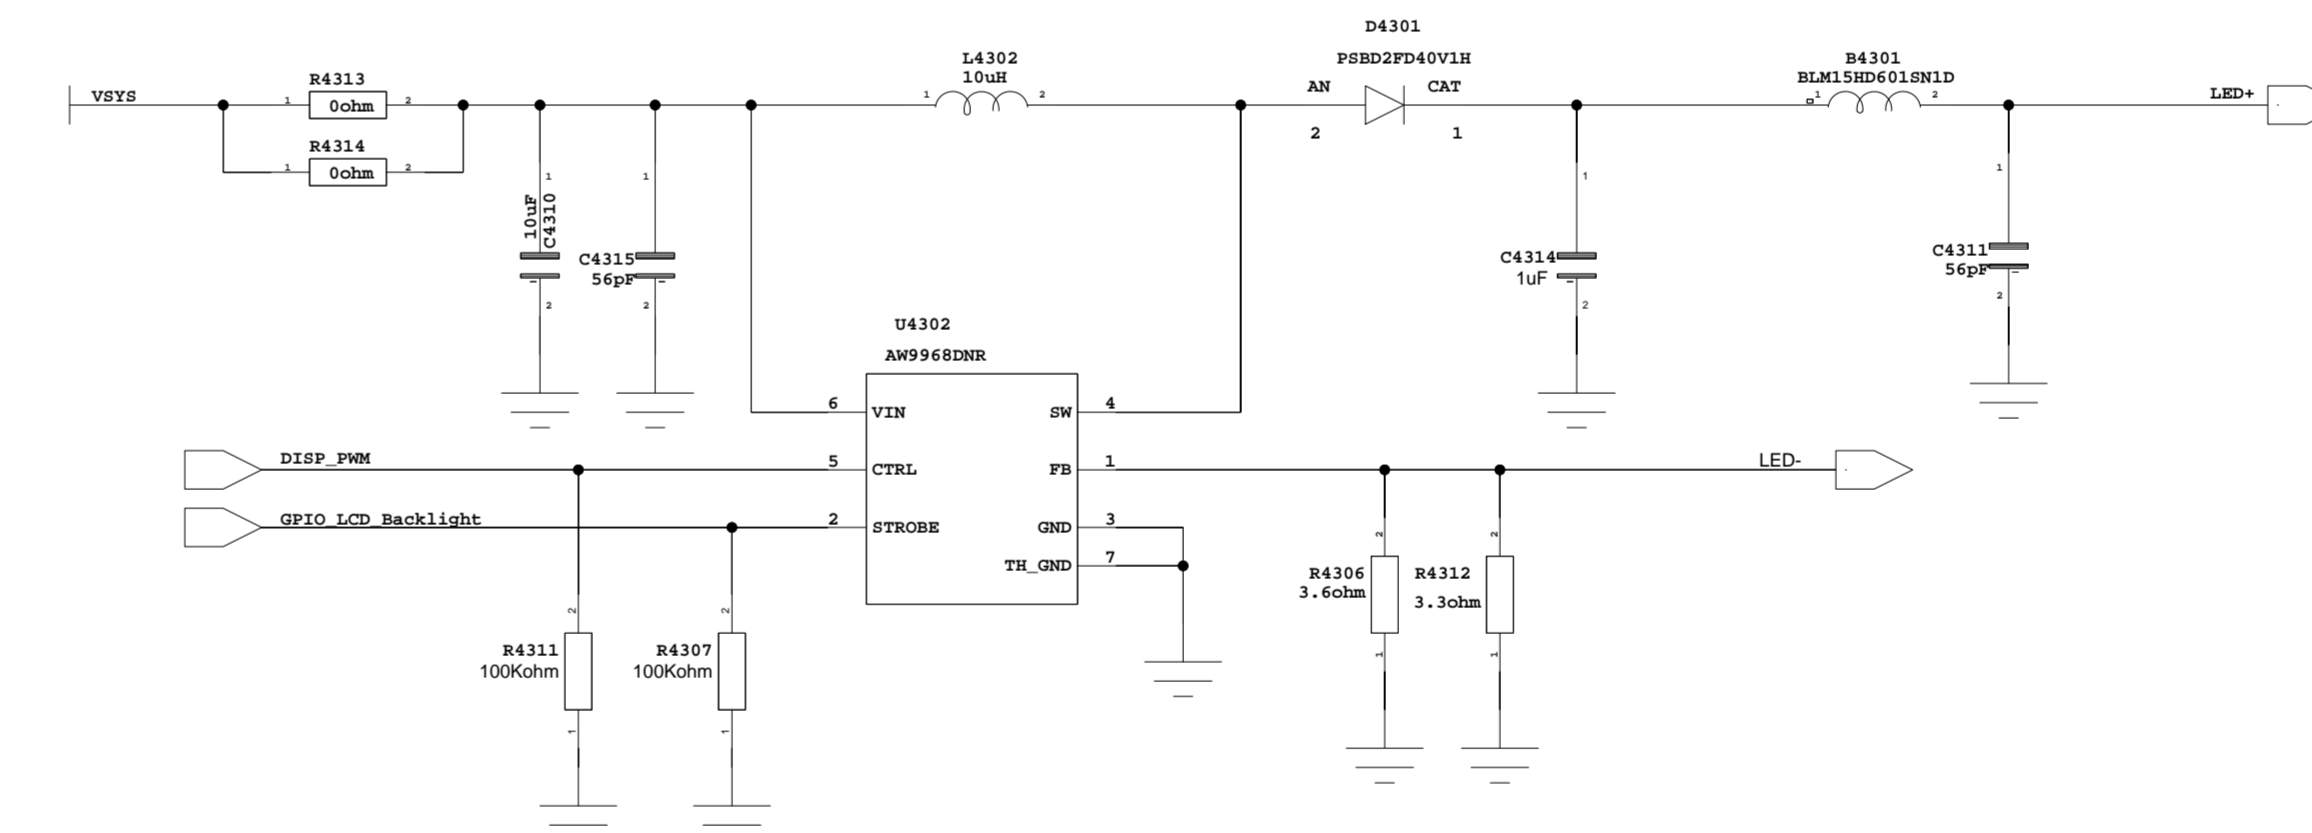 D4301
PSBD2FD40V1H
L4302
10uH
B4301
BLM15HD601SN1D
VSYS
R4313
1 0ohm 2
R4314
1 0ohm 2
1 2
AN CAT
2 1
1 2
LED+
1
10uF
C4310
2
1
C4315
56pF
2
1
C4314
1uF
2
1
C4311
56pF
2
U4302
AW9968DNR
6 VIN SW 4
DISP_PWM
5 CTRL FB 1
LED-
GPIO_LCD_Backlight
2 STROBE GND 3
TH_GND 7
2
R4306
3.6ohm
1
2
R4312
3.3ohm
1
2
R4311
100Kohm
1
2
R4307
100Kohm
1